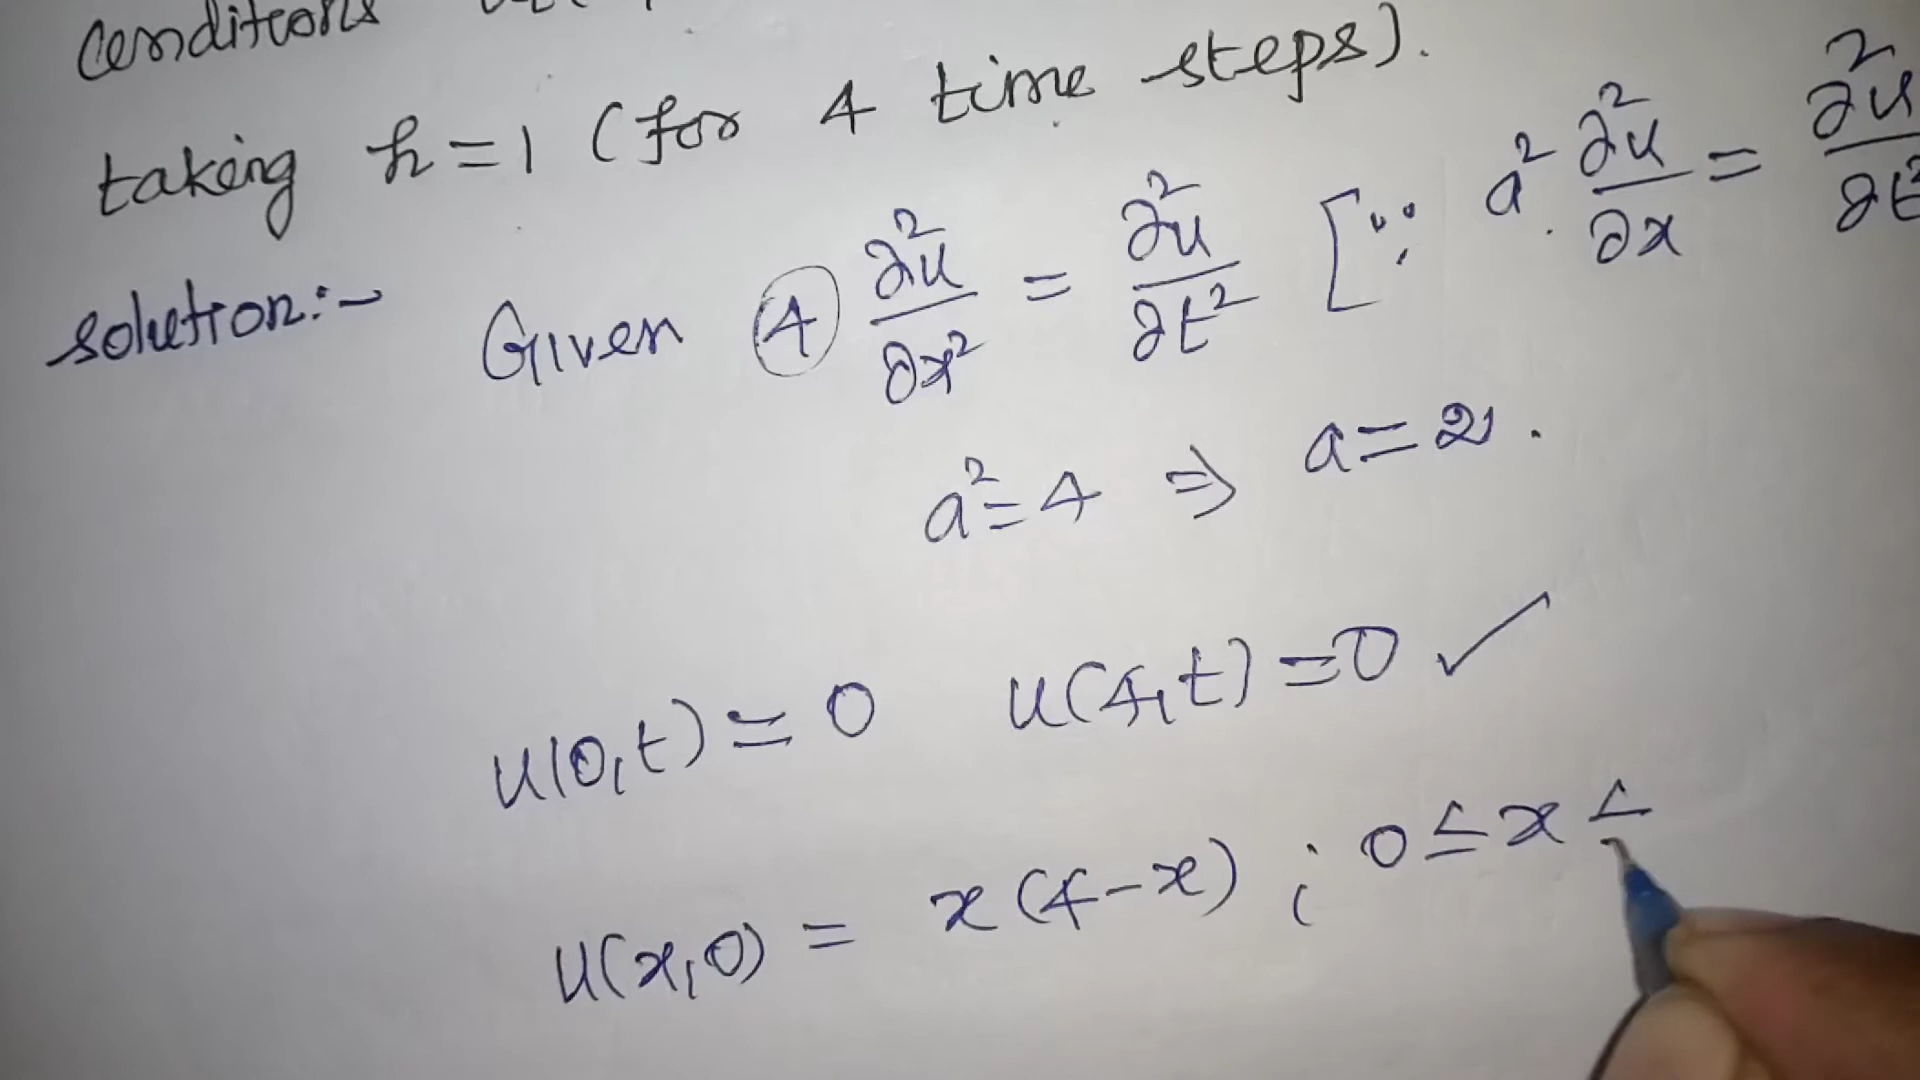 conditions
taking h=1 (for 4 time steps).
solution:- Given 4 ∂²u/∂x² = ∂²u/∂t² [∵ a² ∂²u/∂x = ∂²u/∂t²
a²=4 ⇒ a=2.
u(0,t)=0 u(4,t)=0 ✓
u(x,0) = x(4-x) ; 0≤x≤